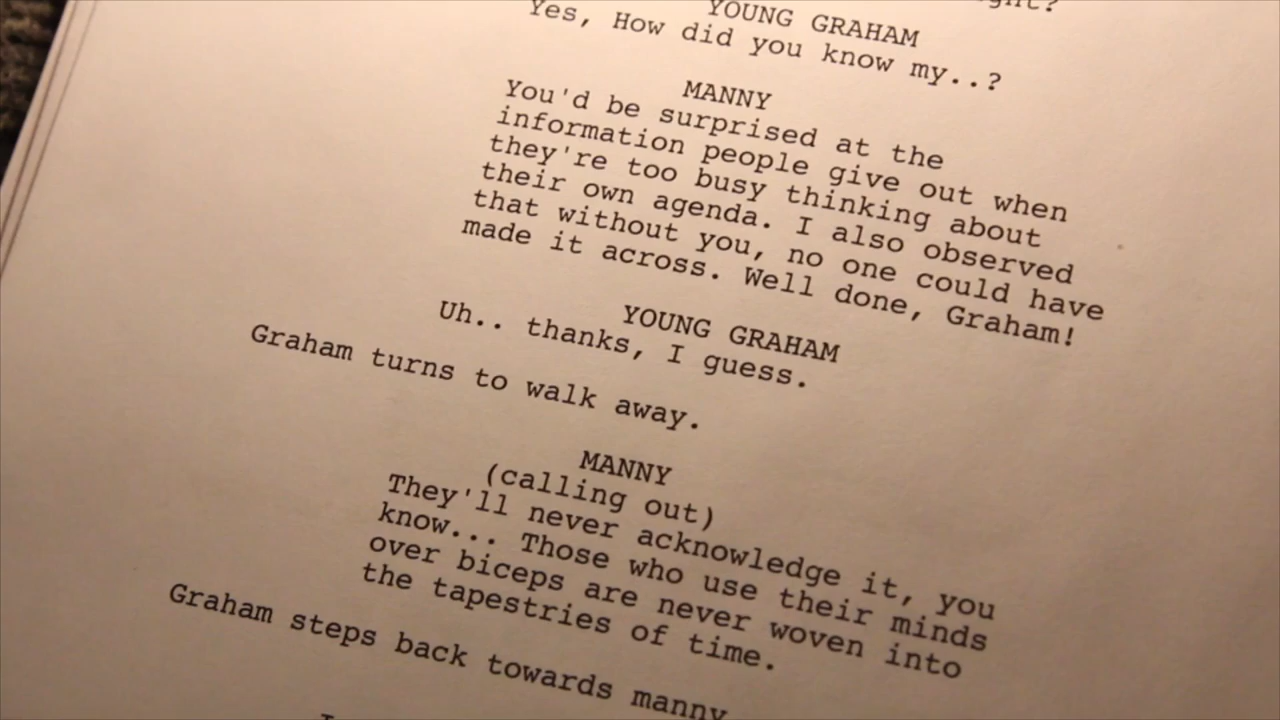 YOUNG GRAHAM
Yes, How did you know my..?
MANNY
You'd be surprised at the
information people give out when
they're too busy thinking about
their own agenda. I also observed
that without you, no one could have
made it across. Well done, Graham!
YOUNG GRAHAM
Uh.. thanks, I guess.
Graham turns to walk away.
MANNY
(calling out)
They'll never acknowledge it, you
know... Those who use their minds
over biceps are never woven into
the tapestries of time.
Graham steps back towards manny